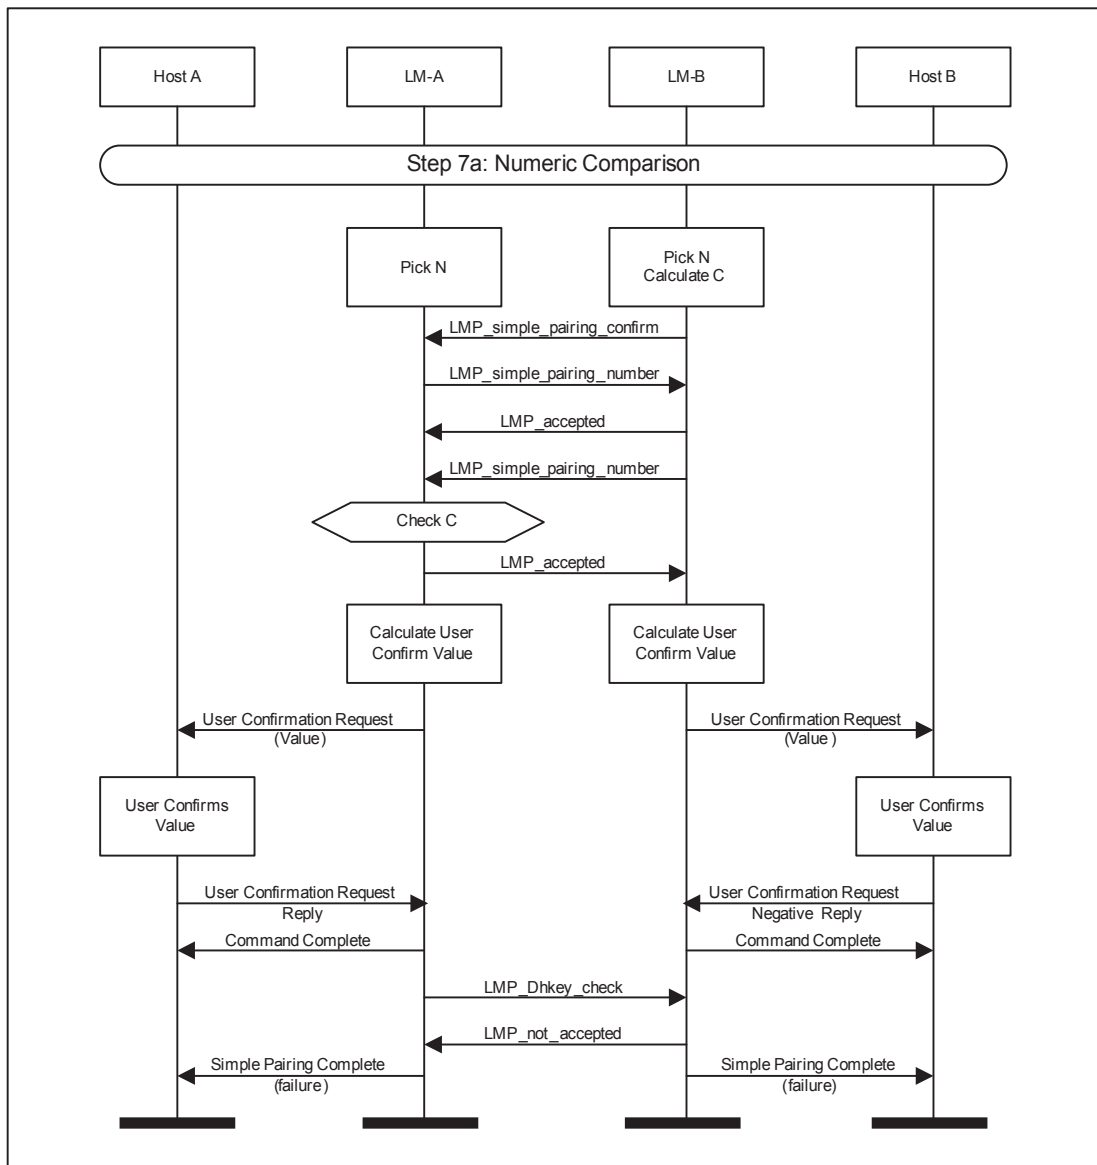 Host A
LM-A
LM-B
Host B
Step 7a: Numeric Comparison
Pick N
Pick N
Calculate C
LMP_simple_pairing_confirm
LMP_simple_pairing_number
LMP_accepted
LMP_simple_pairing_number
Check C
LMP_accepted
Calculate User
Confirm Value
Calculate User
Confirm Value
User Confirmation Request
(Value)
User Confirmation Request
(Value)
User Confirms
Value
User Confirms
Value
User Confirmation Request
Reply
User Confirmation Request
Negative Reply
Command Complete
Command Complete
LMP_Dhkey_check
LMP_not_accepted
Simple Pairing Complete
(failure)
Simple Pairing Complete
(failure)